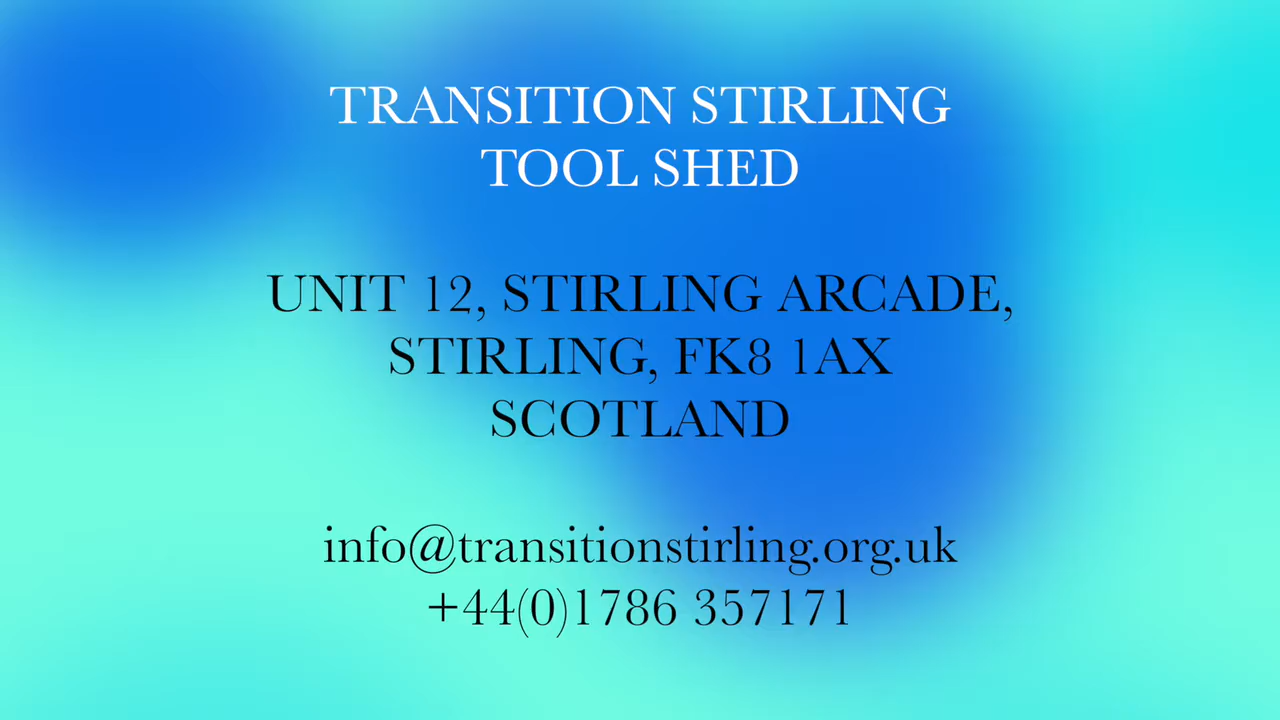 TRANSITION STIRLING
TOOL SHED
UNIT 12, STIRLING ARCADE,
STIRLING, FK8 1AX
SCOTLAND
info@transitionstirling.org.uk
+44(0)1786 357171